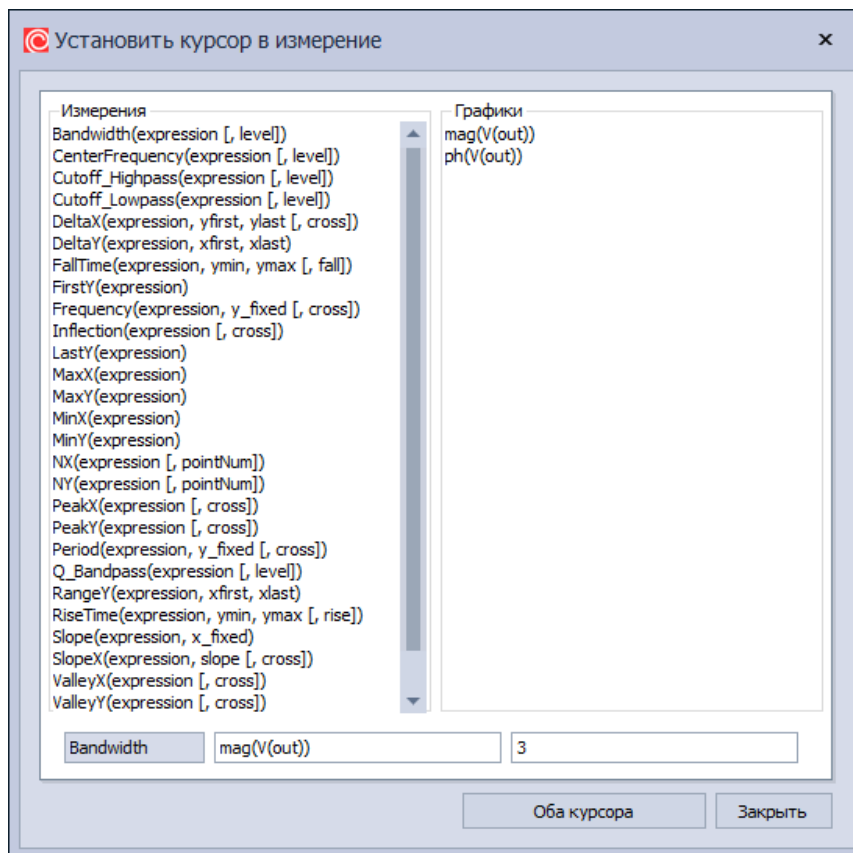 Установить курсор в измерение
Измерения
Bandwidth(expression [, level])
CenterFrequency(expression [, level])
Cutoff_Highpass(expression [, level])
Cutoff_Lowpass(expression [, level])
DeltaX(expression, yfirst, ylast [, cross])
DeltaY(expression, xfirst, xlast)
FallTime(expression, ymin, ymax [, fall])
FirstY(expression)
Frequency(expression, y_fixed [, cross])
Inflection(expression [, cross])
LastY(expression)
MaxX(expression)
MaxY(expression)
MinX(expression)
MinY(expression)
NX(expression [, pointNum])
NY(expression [, pointNum])
PeakX(expression [, cross])
PeakY(expression [, cross])
Period(expression, y_fixed [, cross])
Q_Bandpass(expression [, level])
RangeY(expression, xfirst, xlast)
RiseTime(expression, ymin, ymax [, rise])
Slope(expression, x_fixed)
SlopeX(expression, slope [, cross])
ValleyX(expression [, cross])
ValleyY(expression [, cross])
Графики
mag(V(out))
ph(V(out))
Bandwidth mag(V(out)) 3
Оба курсора Закрыть